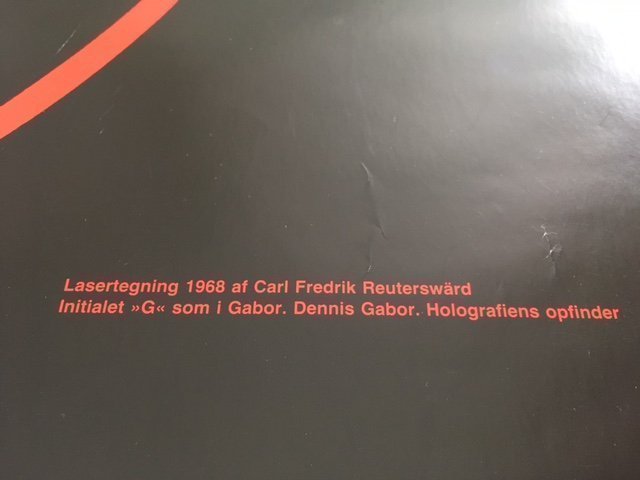 Lasertegning 1968 af Carl Fredrik Reuterswärd
Initialet »G« som i Gabor. Dennis Gabor. Holografiens opfinder